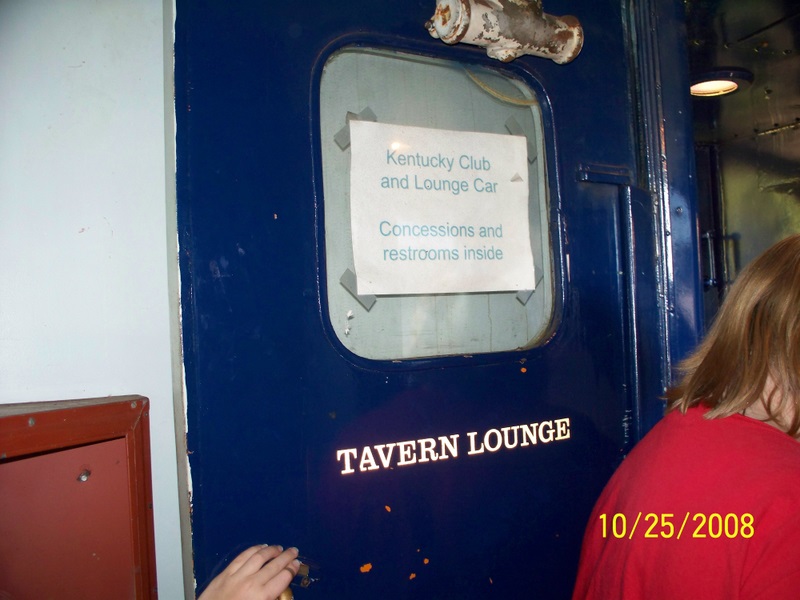 Kentucky Club
and Lounge Car
Concessions and
restrooms inside
TAVERN LOUNGE
10/25/2008